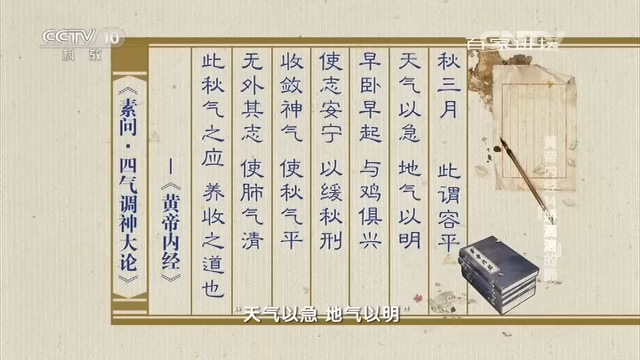 CCTV 10
科教
百家讲坛
秋三月 此谓容平
天气以急 地气以明
早卧早起 与鸡俱兴
使志安宁 以缓秋刑
收敛神气 使秋气平
无外其志 使肺气清
此秋气之应 养收之道也
—《黄帝内经》
《素问·四气调神大论》
天气以急 地气以明